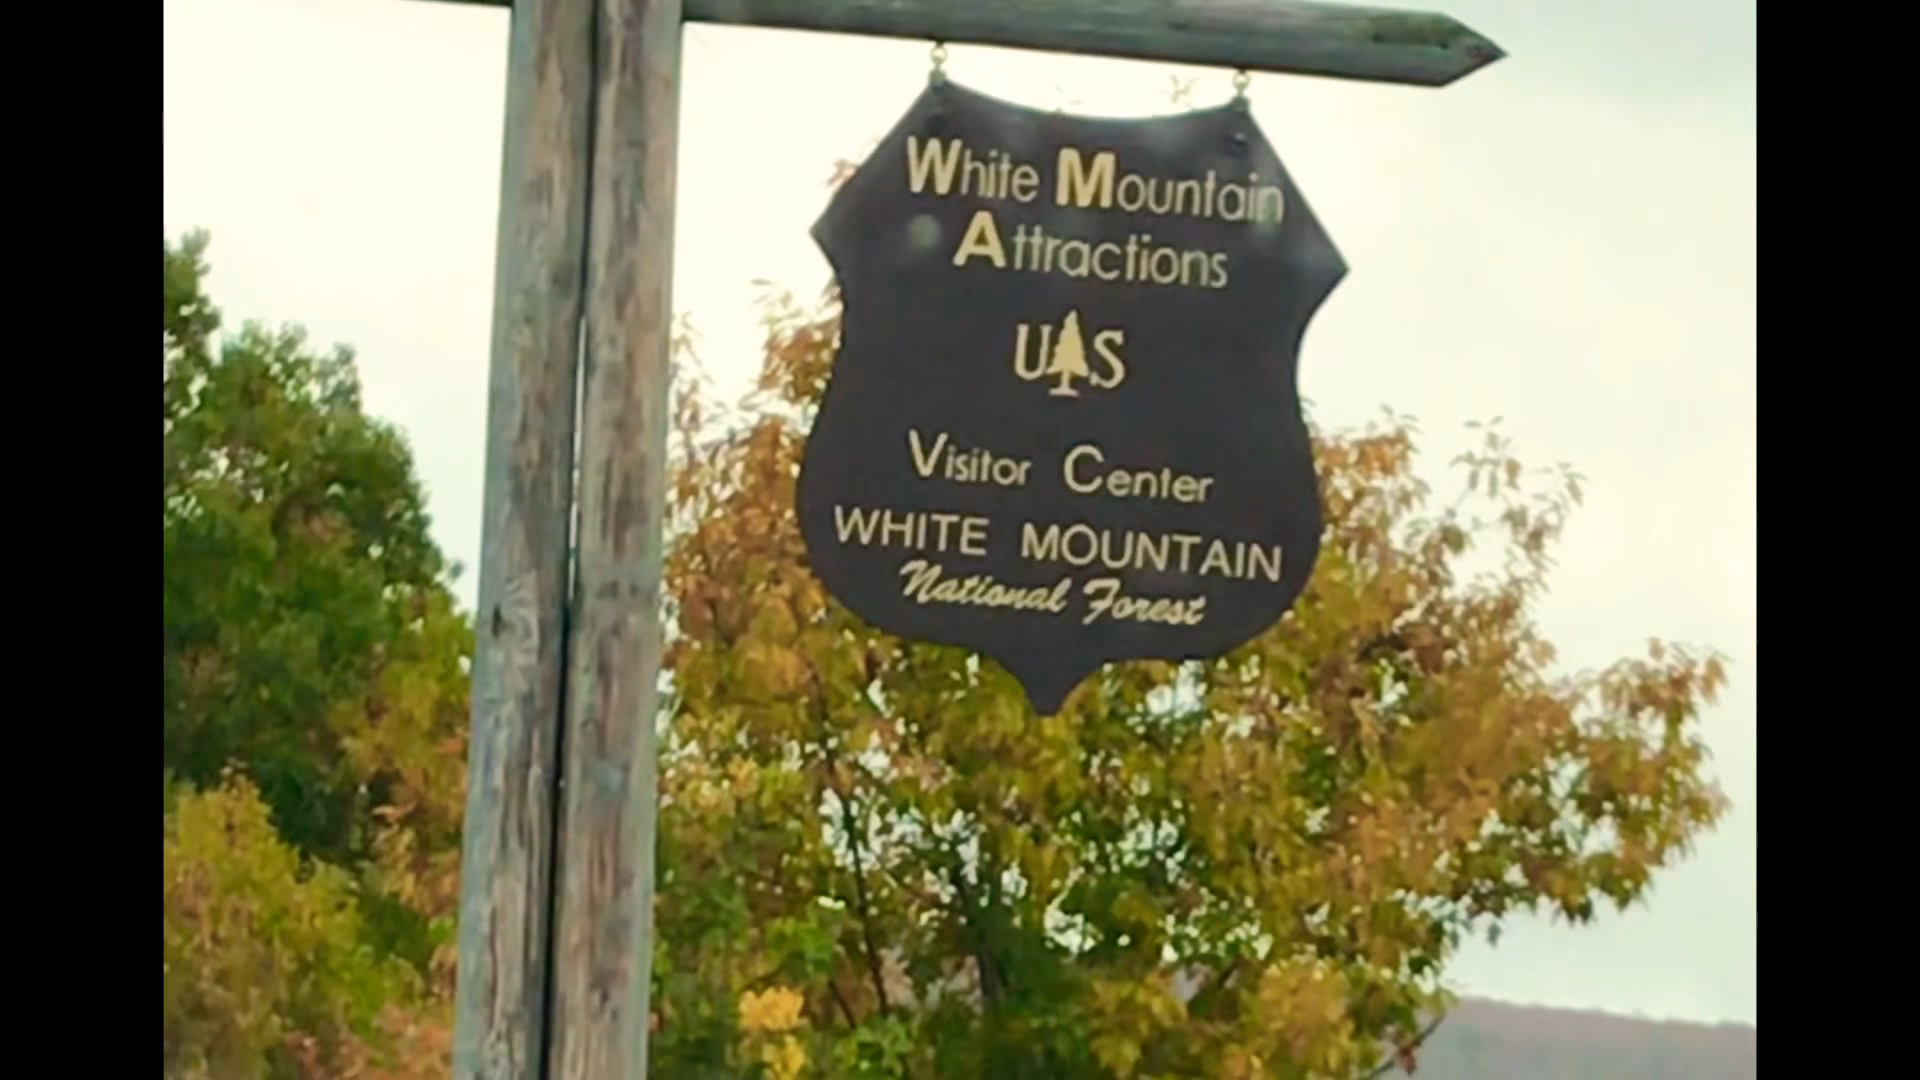 White Mountain
Attractions
US
Visitor Center
WHITE MOUNTAIN
National Forest